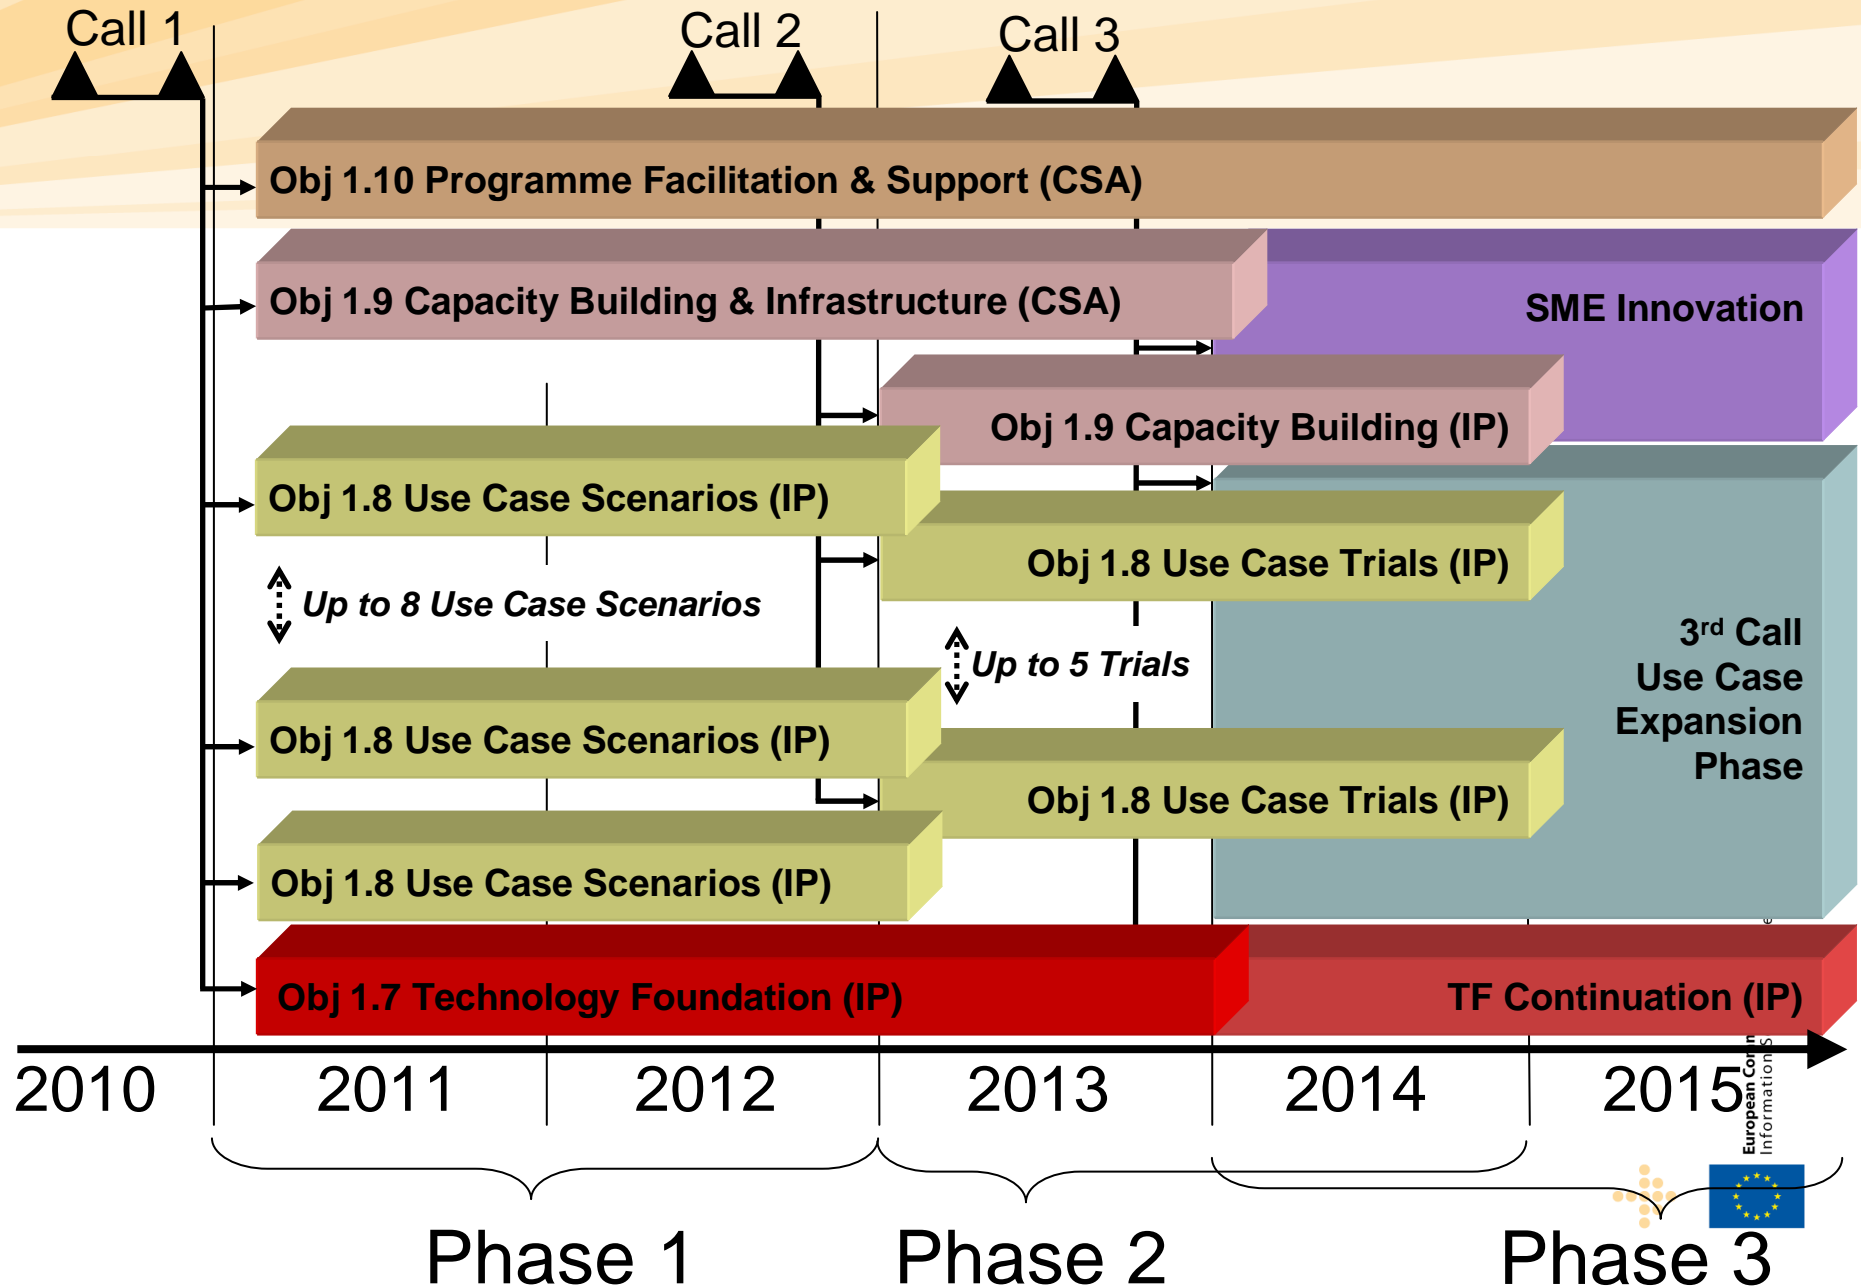 Call 1
Call 2
Call 3
Obj 1.10 Programme Facilitation & Support (CSA)
Obj 1.9 Capacity Building & Infrastructure (CSA)
SME Innovation
Obj 1.9 Capacity Building (IP)
Obj 1.8 Use Case Scenarios (IP)
Obj 1.8 Use Case Trials (IP)
Up to 8 Use Case Scenarios
Up to 5 Trials
3rd Call
Use Case
Expansion
Phase
Obj 1.8 Use Case Scenarios (IP)
Obj 1.8 Use Case Trials (IP)
Obj 1.8 Use Case Scenarios (IP)
Obj 1.7 Technology Foundation (IP)
TF Continuation (IP)
2010
2011
2012
2013
2014
2015
European
Information
Phase 1
Phase 2
Phase 3